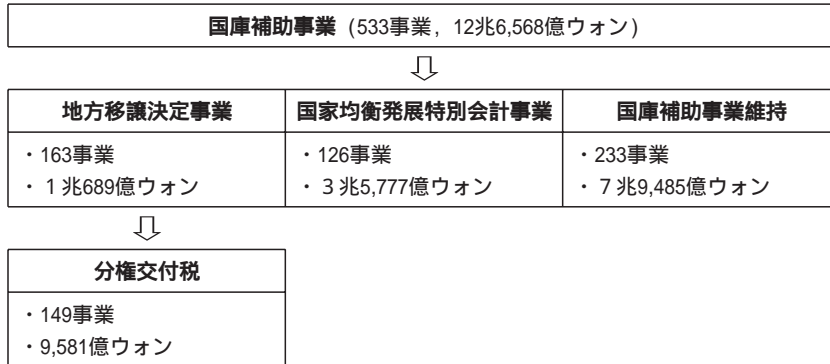 国庫補助事業（533事業，12兆6,568億ウォン）
地方移譲決定事業 国家均衡発展特別会計事業 国庫補助事業維持
・163事業 ・126事業 ・233事業
・１兆689億ウォン ・３兆5,777億ウォン ・７兆9,485億ウォン
分権交付税
・149事業
・9,581億ウォン